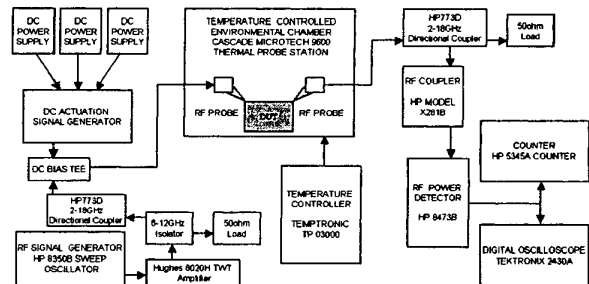 DC
POWER
SUPPLY
DC
POWER
SUPPLY
DC
POWER
SUPPLY
DC ACTUATION
SIGNAL GENERATOR
DC BIAS TEE
HP773D
2-18GHz
Directional Coupler
RF SIGNAL GENERATOR
HP 8350B SWEEP
OSCILLATOR
6-12GHz
Isolator
50ohm
Load
Hughes 8020H TWT
Amplifier
TEMPERATURE CONTROLLED
ENVIRONMENTAL CHAMBER
CASCADE MICROTECH 9600
THERMAL PROBE STATION
RF PROBE
DUT
RF PROBE
TEMPERATURE
CONTROLLER
TEMPTRONIC
TP 03000
HP773D
2-18GHz
Directional Coupler
50ohm
Load
RF COUPLER
HP MODEL
X281B
RF POWER
DETECTOR
HP 8473B
COUNTER
HP 5345A COUNTER
DIGITAL OSCILLOSCOPE
TEKTRONIX 2430A